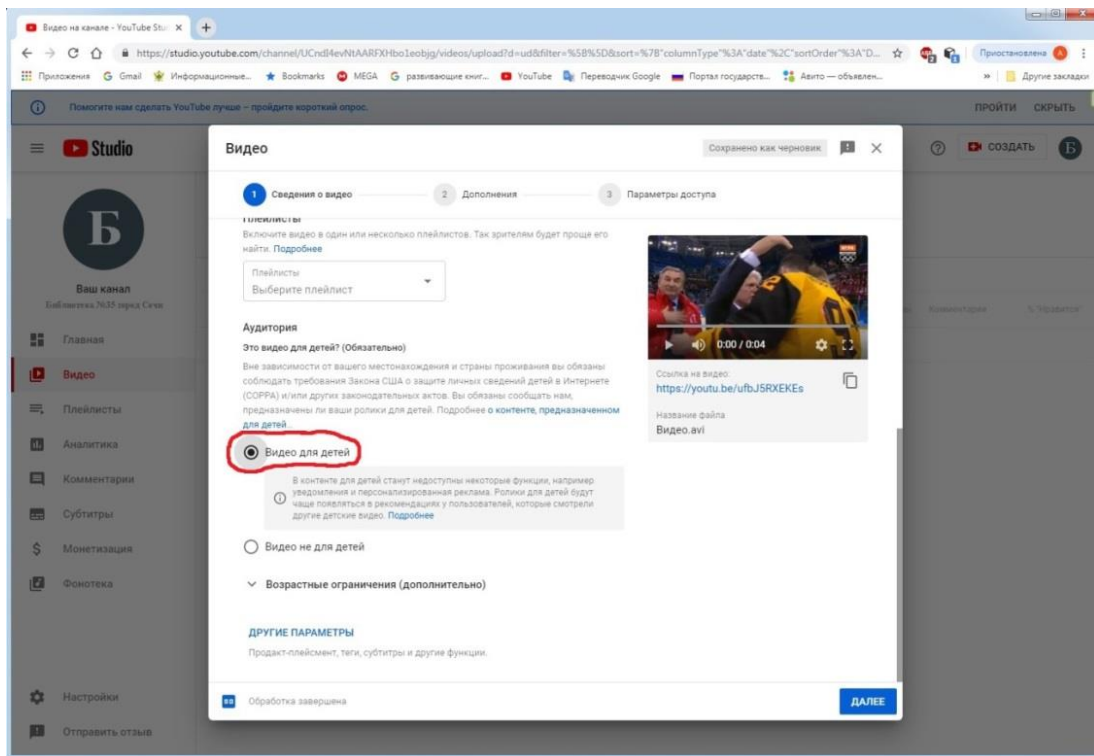 Видео на канале - YouTube Stu
https://studio.youtube.com/channel/UCndl4evNtAARFXHbo1eobjg/videos/upload?d=ud&filter=%5B%5D&sort=%7B"columnType"%3A"date"%2C"sortOrder"%3A"D...
Приостановлена А
Приложения Gmail Информационные... Bookmarks MEGA развивающие книг... YouTube Переводчик Google Портал государств... Авито — объявлен... » Другие закладки
Помогите нам сделать YouTube лучше – пройдите короткий опрос. ПРОЙТИ СКРЫТЬ
Studio
СОЗДАТЬ Б
Видео
Сохранено как черновик
1 Сведения о видео 2 Дополнения 3 Параметры доступа
Б
Ваш канал
Библиотека №35 город Сочи
Главная
Видео
Плейлисты
Аналитика
Комментарии
Субтитры
Монетизация
Фонотека
Настройки
Отправить отзыв
Плейлисты
Включите видео в один или несколько плейлистов. Так зрителям будет проще его
найти. Подробнее
Плейлисты
Выберите плейлист
Аудитория
Это видео для детей? (Обязательно)
Вне зависимости от вашего местонахождения и страны проживания вы обязаны
соблюдать требования Закона США о защите личных сведений детей в Интернете
(COPPA) и/или других законодательных актов. Вы обязаны сообщать нам,
предназначены ли ваши ролики для детей. Подробнее о контенте, предназначенном
для детей...
Видео для детей
В контенте для детей станут недоступны некоторые функции, например
уведомления и персонализированная реклама. Ролики для детей будут
чаще появляться в рекомендациях у пользователей, которые смотрели
другие детские видео. Подробнее
Видео не для детей
Возрастные ограничения (дополнительно)
ДРУГИЕ ПАРАМЕТРЫ
Продакт-плейсмент, теги, субтитры и другие функции.
0:00 / 0:04
Ссылка на видео:
https://youtu.be/ufbJ5RXEKEs
Название файла
Видео.avi
Комментарии % "Нравится"
SD Обработка завершена
ДАЛЕЕ